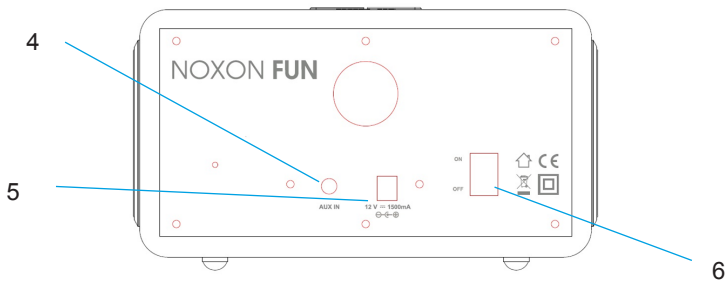 4
NOXON FUN
ON
OFF
CE
5
AUX IN
12 V ⎓ 1500mA
6